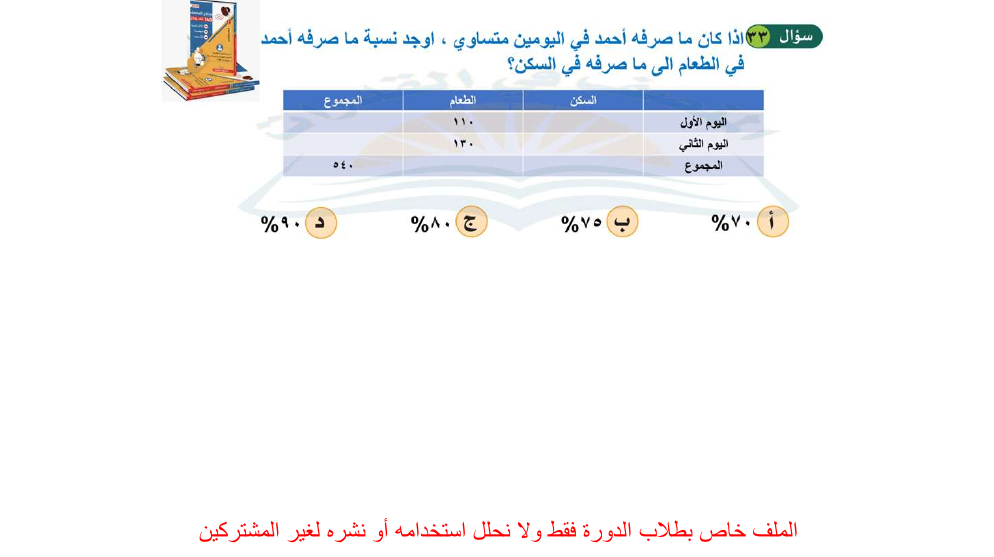 سؤال ٣٣ اذا كان ما صرفه أحمد في اليومين متساوي ، اوجد نسبة ما صرفه أحمد
في الطعام الى ما صرفه في السكن؟
السكن الطعام المجموع
اليوم الأول ١١٠
اليوم الثاني ١٣٠
المجموع ٥٤٠
أ ٧٠% ب ٧٥% ج ٨٠% د ٩٠%
الملف خاص بطلاب الدورة فقط ولا نحلل استخدامه أو نشره لغير المشتركين